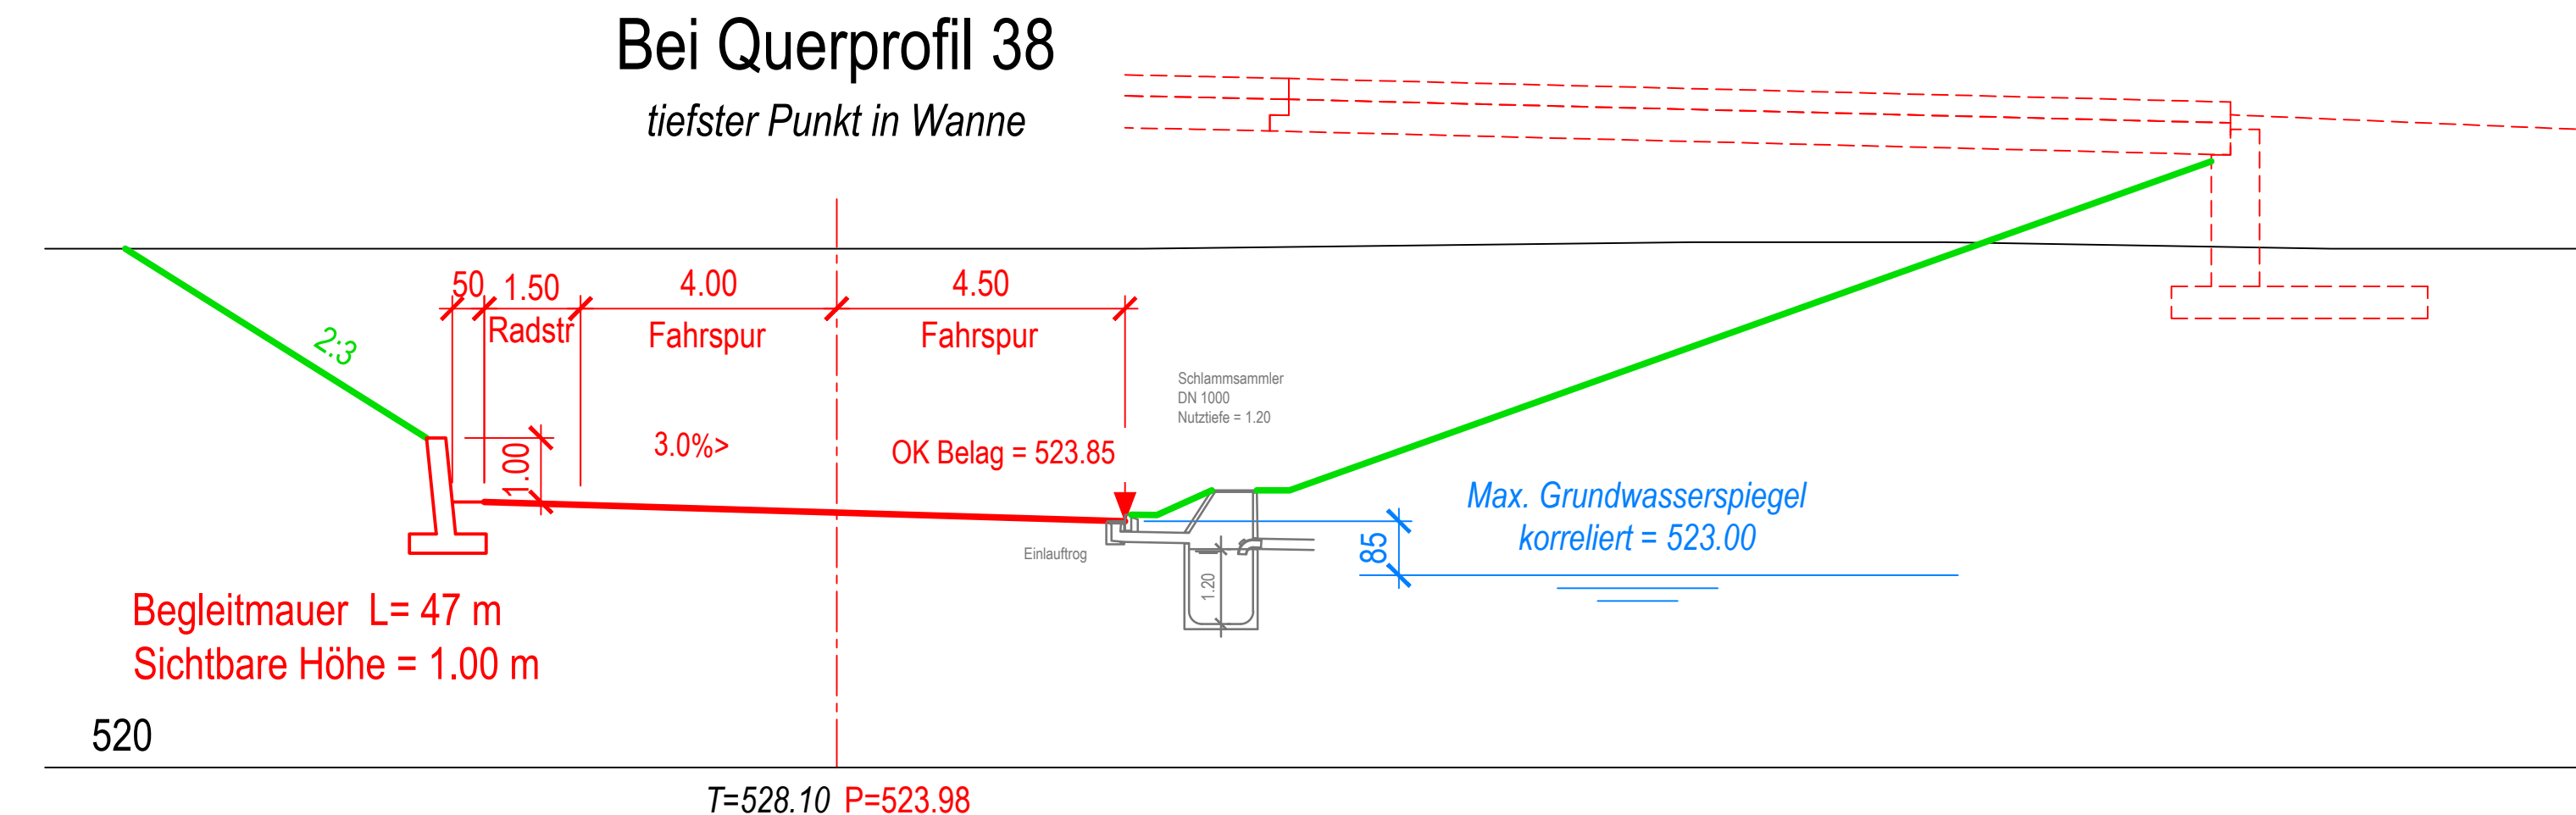 Bei Querprofil 38
tiefster Punkt in Wanne
50 1.50 4.00 4.50
Radstr Fahrspur Fahrspur
2:3
Schlammsammler
DN 1000
Nutztiefe = 1.20
3.0%>
OK Belag = 523.85
1.00
Max. Grundwasserspiegel
korreliert = 523.00
85
Einlauftrog
1.20
Begleitmauer L= 47 m
Sichtbare Höhe = 1.00 m
520
T=528.10 P=523.98